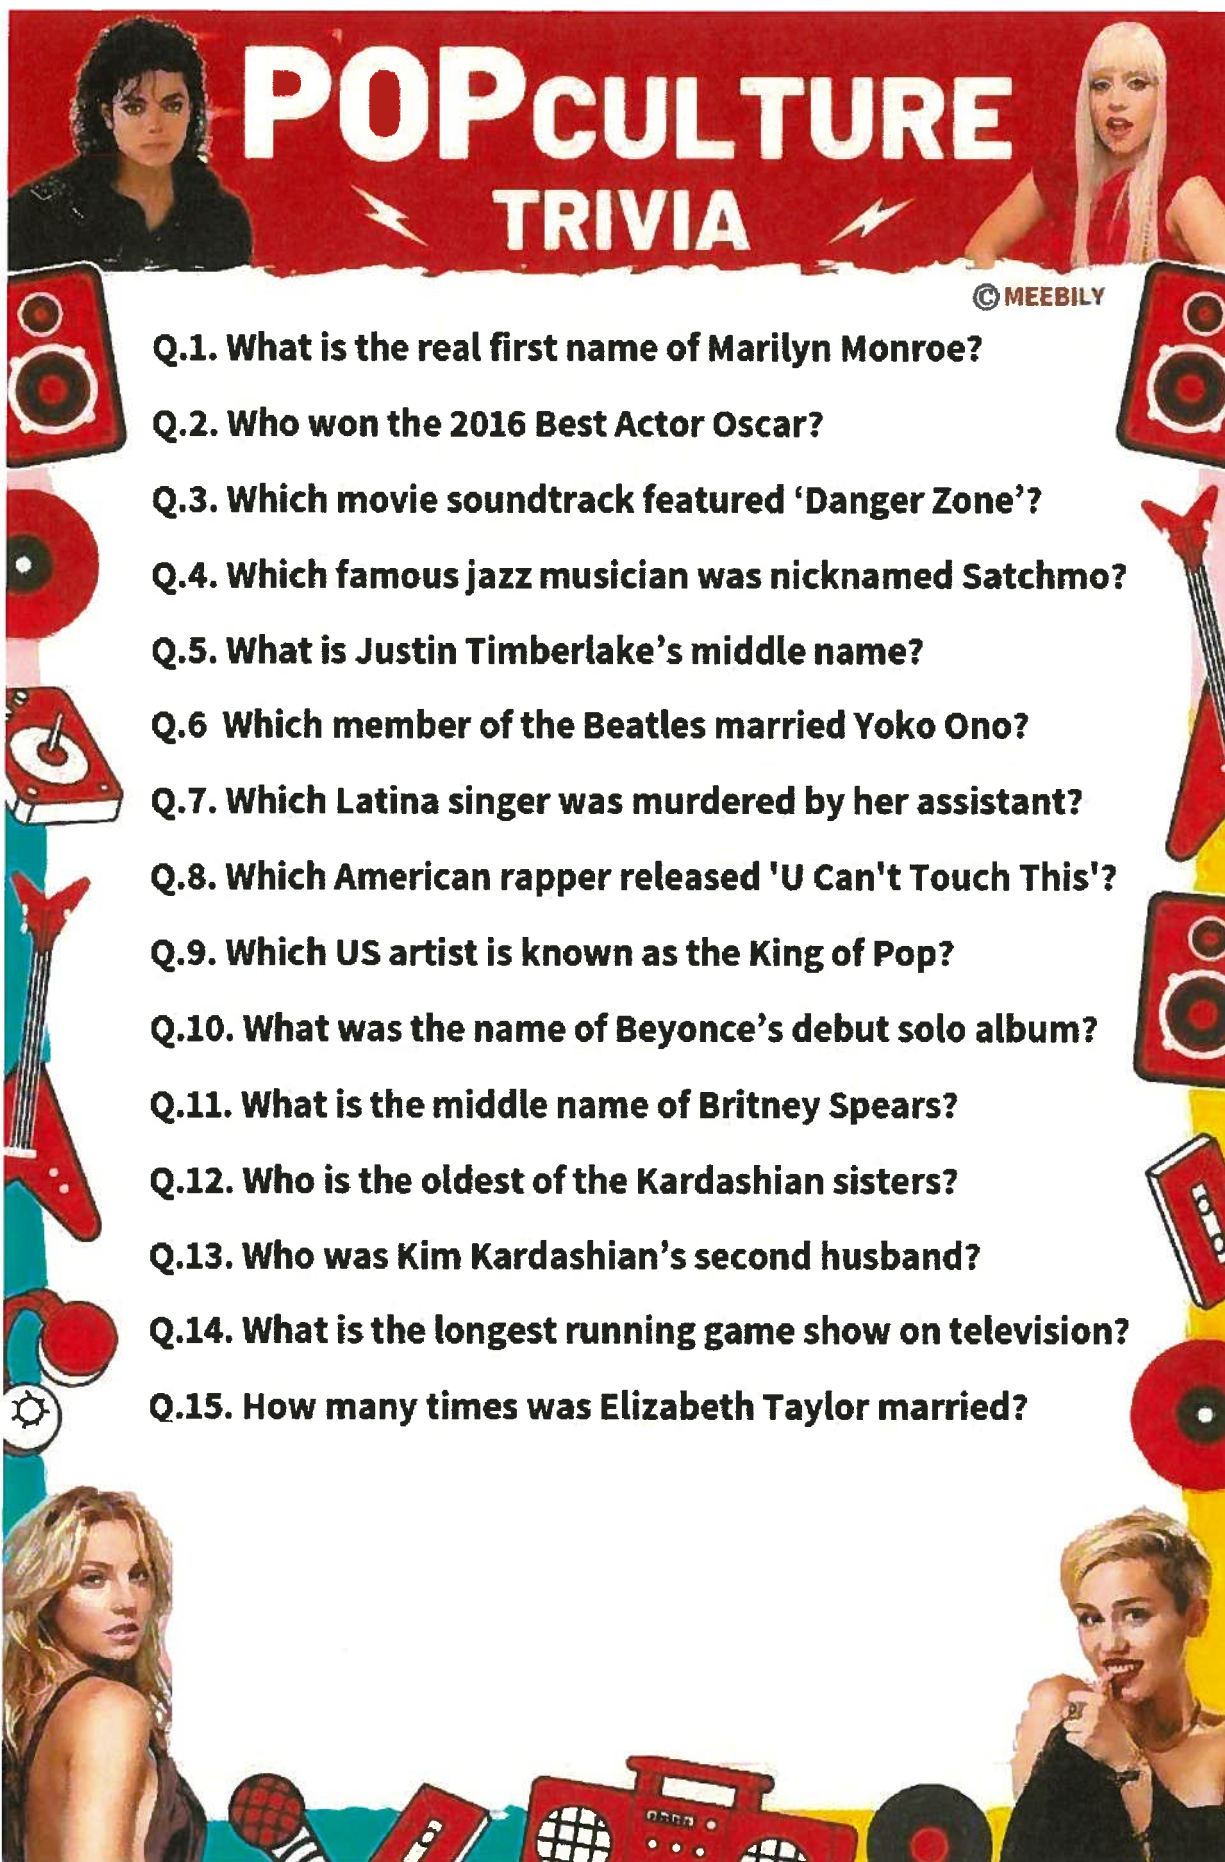 POP CULTURE
TRIVIA
© MEEBILY
Q.1. What is the real first name of Marilyn Monroe?
Q.2. Who won the 2016 Best Actor Oscar?
Q.3. Which movie soundtrack featured ‘Danger Zone’?
Q.4. Which famous jazz musician was nicknamed Satchmo?
Q.5. What is Justin Timberlake’s middle name?
Q.6 Which member of the Beatles married Yoko Ono?
Q.7. Which Latina singer was murdered by her assistant?
Q.8. Which American rapper released 'U Can't Touch This'?
Q.9. Which US artist is known as the King of Pop?
Q.10. What was the name of Beyonce’s debut solo album?
Q.11. What is the middle name of Britney Spears?
Q.12. Who is the oldest of the Kardashian sisters?
Q.13. Who was Kim Kardashian’s second husband?
Q.14. What is the longest running game show on television?
Q.15. How many times was Elizabeth Taylor married?